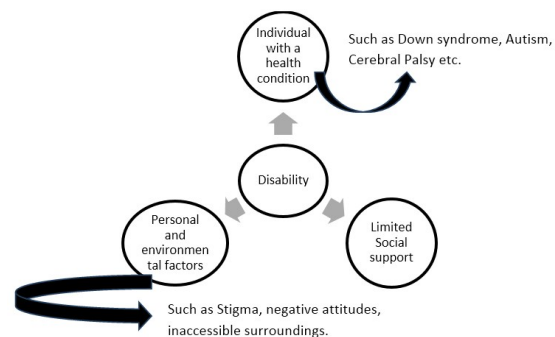 Individual
with a
health
condition
Such as Down syndrome, Autism,
Cerebral Palsy etc.
Disability
Personal
and
environmen
tal factors
Limited
Social
support
Such as Stigma, negative attitudes,
inaccessible surroundings.